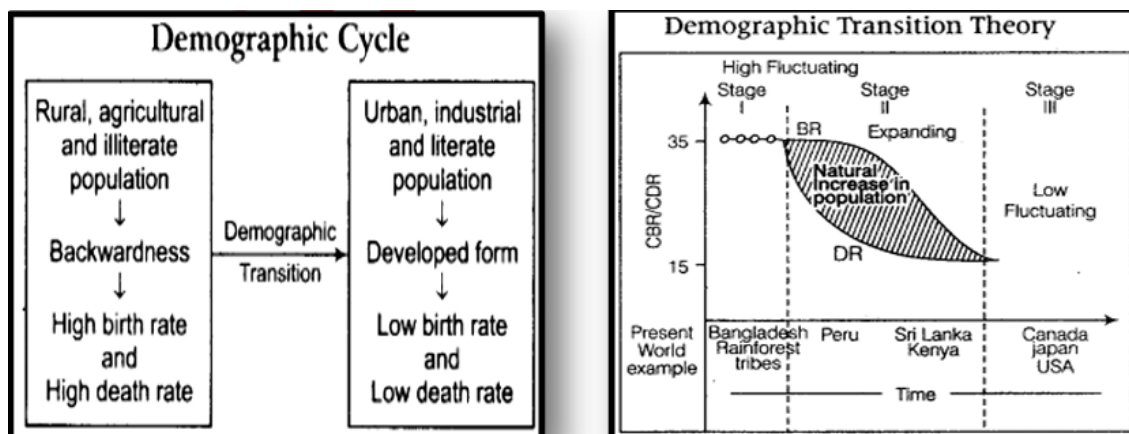 Demographic Cycle
Rural, agricultural
and illiterate
population
↓
Backwardness
↓
High birth rate
and
High death rate
Demographic
Transition
Urban, industrial
and literate
population
↓
Developed form
↓
Low birth rate
and
Low death rate
Demographic Transition Theory
High Fluctuating
Stage
I
Stage
II
Stage
III
BR
Expanding
35
Natural
Increase in
population
Low
Fluctuating
CBR/CDR
DR
15
Present
World
example
Bangladesh
Rainforest
tribes
Peru
Sri Lanka
Kenya
Canada
japan
USA
Time